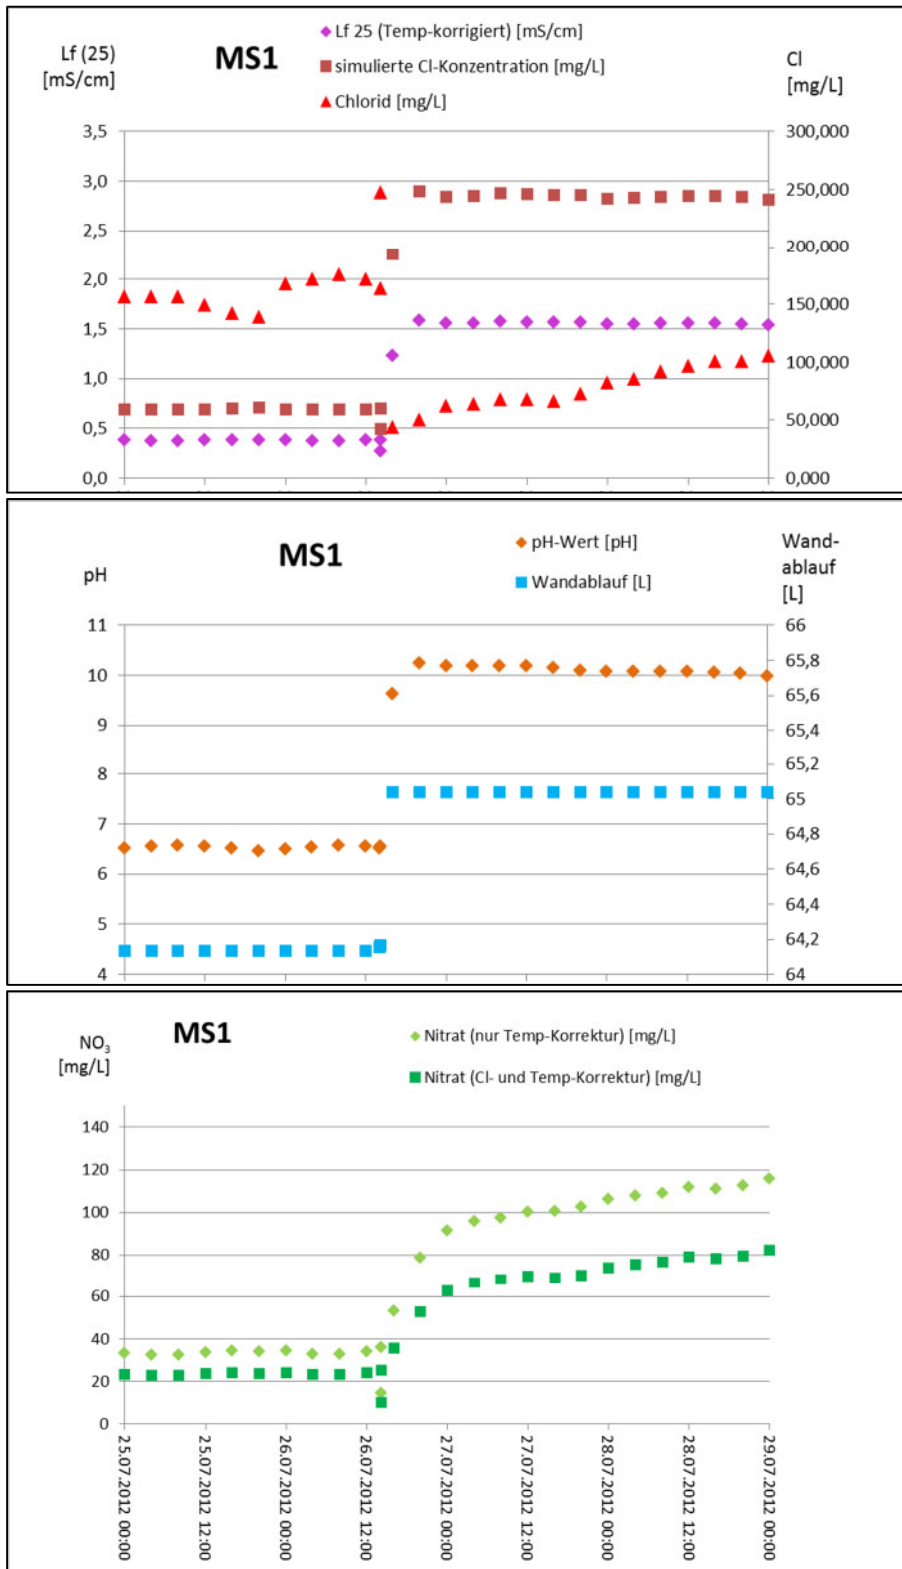 MS1
Lf (25)
[mS/cm]
Lf 25 (Temp-korrigiert) [mS/cm]
simulierte Cl-Konzentration [mg/L]
Chlorid [mg/L]
Cl
[mg/L]
3,5
3,0
2,5
2,0
1,5
1,0
0,5
0,0
300,000
250,000
200,000
150,000
100,000
50,000
0,000
MS1
pH
pH-Wert [pH]
Wandablauf [L]
Wand-
ablauf
[L]
11
10
9
8
7
6
5
4
66
65,8
65,6
65,4
65,2
65
64,8
64,6
64,4
64,2
64
MS1
NO3
[mg/L]
Nitrat (nur Temp-Korrektur) [mg/L]
Nitrat (Cl- und Temp-Korrektur) [mg/L]
140
120
100
80
60
40
20
0
25.07.2012 00:00
25.07.2012 12:00
26.07.2012 00:00
26.07.2012 12:00
27.07.2012 00:00
27.07.2012 12:00
28.07.2012 00:00
28.07.2012 12:00
29.07.2012 00:00